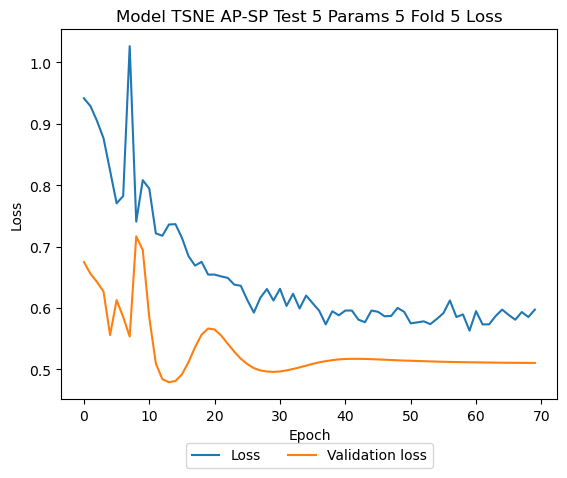 Model TSNE AP-SP Test 5 Params 5 Fold 5 Loss
1.0
0.9
0.8
0.7
0.6
0.5
Loss
0 10 20 30 40 50 60 70
Epoch
Loss Validation loss